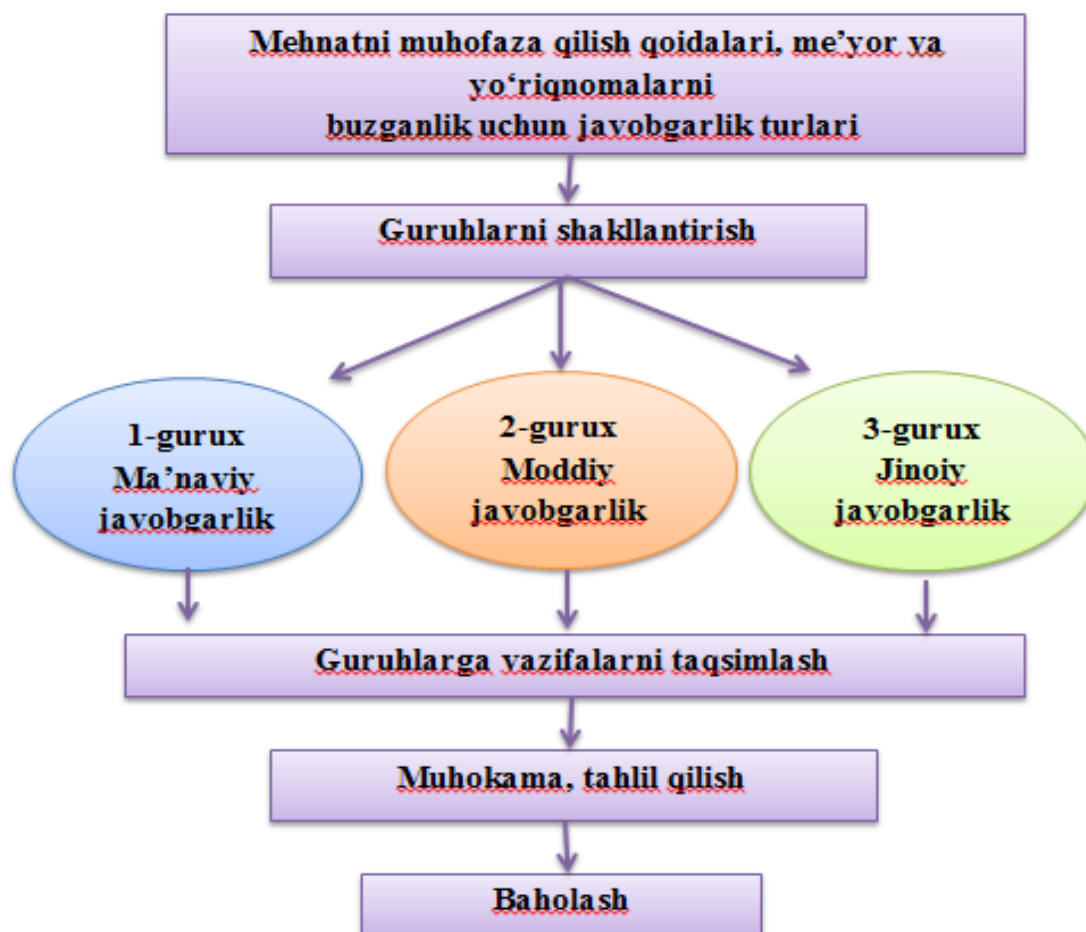 Mehnatni muhofaza qilish qoidalari, me’yor va
yo‘riqnomalarni
buzganlik uchun javobgarlik turlari
Guruhlarni shakllantirish
1-gurux
Ma’naviy
javobgarlik
2-gurux
Moddiy
javobgarlik
3-gurux
Jinoiy
javobgarlik
Guruhlarga vazifalarni taqsimlash
Muhokama, tahlil qilish
Baholash